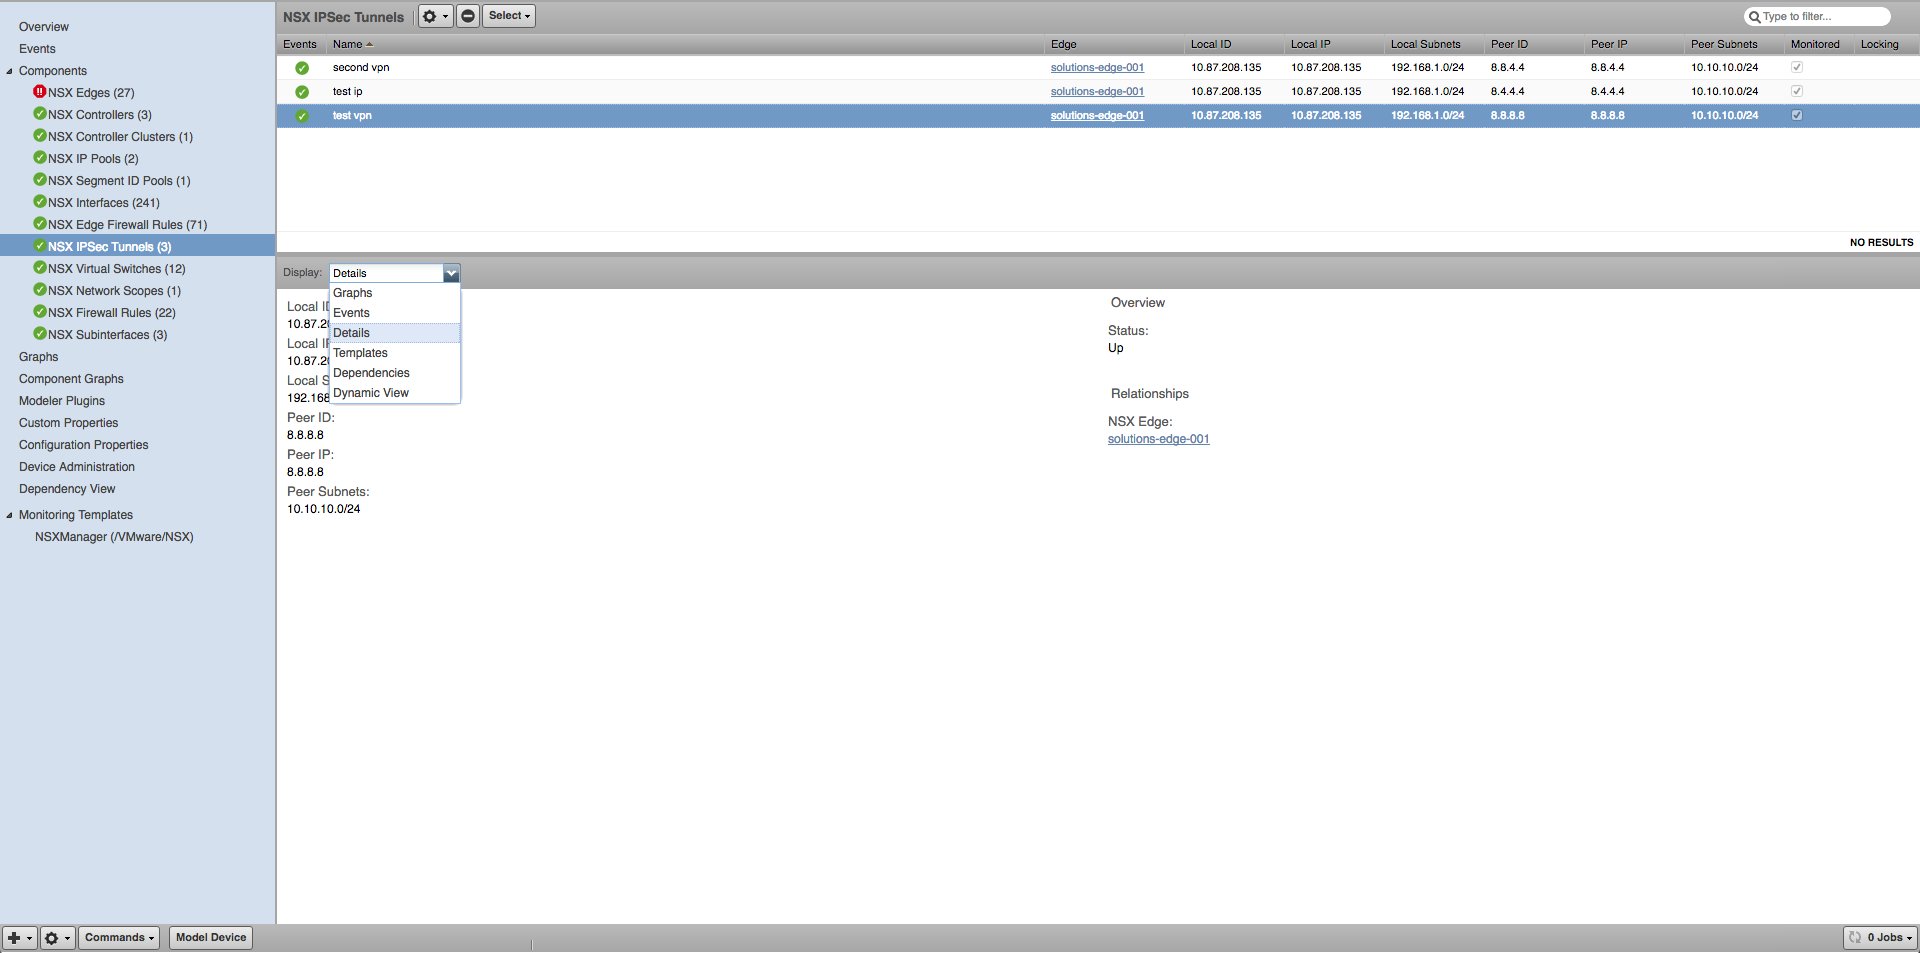 Overview
Events
Components
NSX Edges (27)
NSX Controllers (3)
NSX Controller Clusters (1)
NSX IP Pools (2)
NSX Segment ID Pools (1)
NSX Interfaces (241)
NSX Edge Firewall Rules (71)
NSX IPSec Tunnels (3)
NSX Virtual Switches (12)
NSX Network Scopes (1)
NSX Firewall Rules (22)
NSX Subinterfaces (3)
Graphs
Component Graphs
Modeler Plugins
Custom Properties
Configuration Properties
Device Administration
Dependency View
Monitoring Templates
NSXManager (/VMware/NSX)
NSX IPSec Tunnels Select Type to filter...
Events Name Edge Local ID Local IP Local Subnets Peer ID Peer IP Peer Subnets Monitored Locking
second vpn solutions-edge-001 10.87.208.135 10.87.208.135 192.168.1.0/24 8.8.4.4 8.8.4.4 10.10.10.0/24
test ip solutions-edge-001 10.87.208.135 10.87.208.135 192.168.1.0/24 8.4.4.4 8.4.4.4 10.10.10.0/24
test vpn solutions-edge-001 10.87.208.135 10.87.208.135 192.168.1.0/24 8.8.8.8 8.8.8.8 10.10.10.0/24
NO RESULTS
Display: Details
Graphs
Events
Details
Templates
Dependencies
Dynamic View
Local ID
10.87.20
Local IP
10.87.20
Local S
192.168
Peer ID:
8.8.8.8
Peer IP:
8.8.8.8
Peer Subnets:
10.10.10.0/24
Overview
Status:
Up
Relationships
NSX Edge:
solutions-edge-001
Commands Model Device 0 Jobs